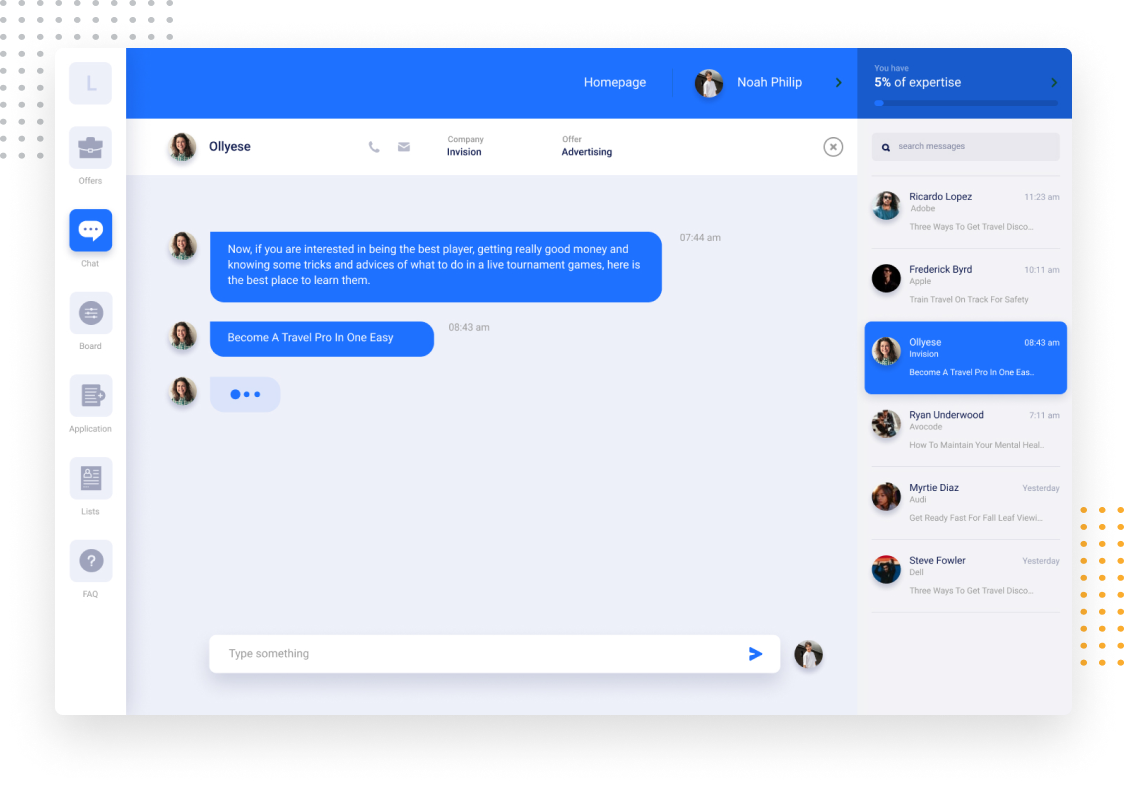 L
Offers
Chat
Board
Application
Lists
FAQ
Homepage
Noah Philip
You have
5% of expertise
Ollyese
Company
Invision
Offer
Advertising
07:44 am
Now, if you are interested in being the best player, getting really good money and
knowing some tricks and advices of what to do in a live tournament games, here is
the best place to learn them.
08:43 am
Become A Travel Pro In One Easy
Type something
search messages
Ricardo Lopez 11:23 am
Adobe
Three Ways To Get Travel Disco...
Frederick Byrd 10:11 am
Apple
Train Travel On Track For Safety
Ollyese 08:43 am
Invision
Become A Travel Pro In One Eas..
Ryan Underwood 7:11 am
Avocode
How To Maintain Your Mental Heal..
Myrtie Diaz Yesterday
Audi
Get Ready Fast For Fall Leaf Viewi...
Steve Fowler Yesterday
Dell
Three Ways To Get Travel Disco...